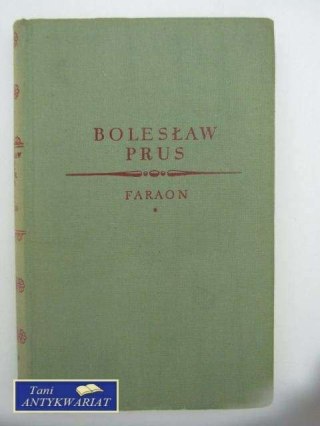 BOLESŁAW
PRUS
FARAON
*
Tani
ANTYKWARIAT